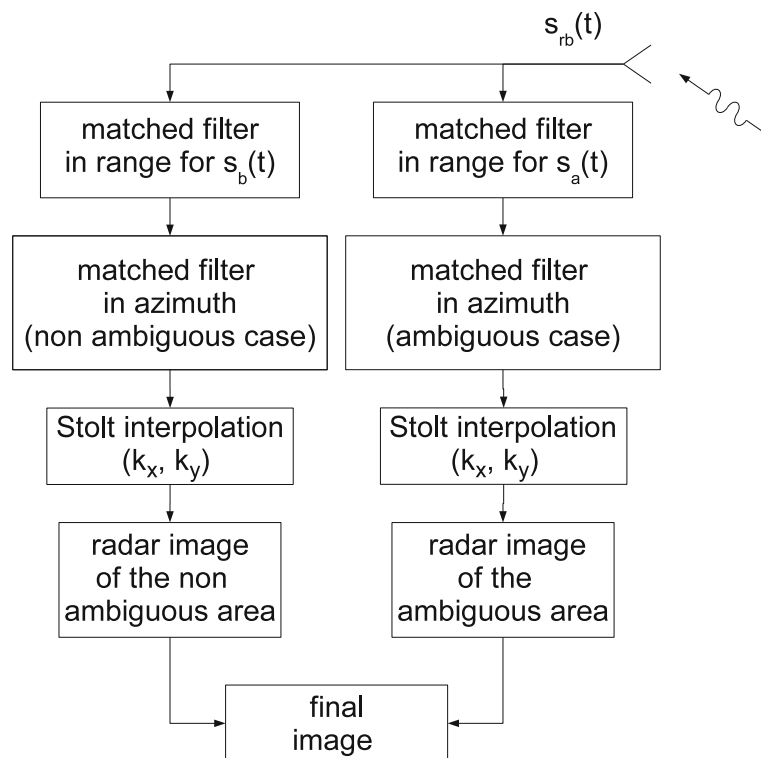 s_rb(t)
matched filter
in range for s_b(t)
matched filter
in range for s_a(t)
matched filter
in azimuth
(non ambiguous case)
matched filter
in azimuth
(ambiguous case)
Stolt interpolation
(k_x, k_y)
Stolt interpolation
(k_x, k_y)
radar image
of the non
ambiguous area
radar image
of the
ambiguous area
final
image